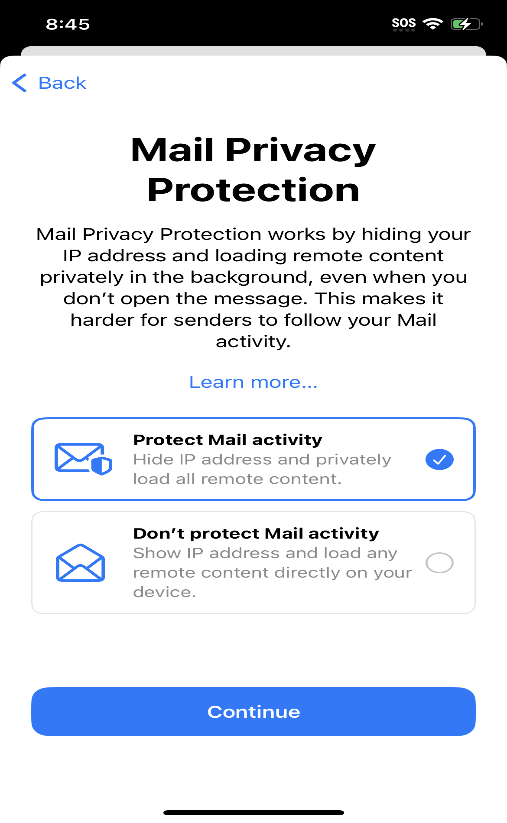 8:45 SOS
Back
Mail Privacy
Protection
Mail Privacy Protection works by hiding your
IP address and loading remote content
privately in the background, even when you
don’t open the message. This makes it
harder for senders to follow your Mail
activity.
Learn more...
Protect Mail activity
Hide IP address and privately
load all remote content.
Don’t protect Mail activity
Show IP address and load any
remote content directly on your
device.
Continue